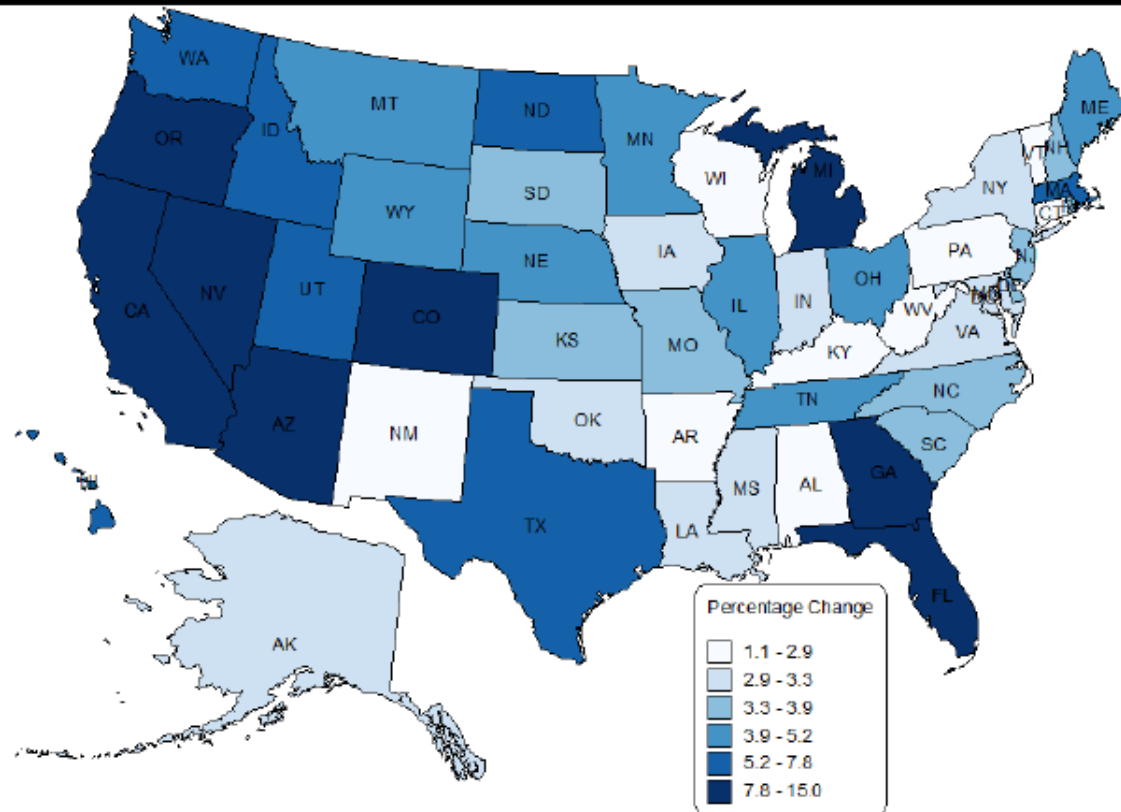 WA
MT
ND
MN
ME
OR
ID
VT
NH
WI
MI
SD
NY
MA
WY
CT
IA
PA
NE
NJ
OH
IN
IL
NV
UT
CO
CA
WV
VA
KS
MO
KY
TN
NC
AZ
NM
OK
AR
SC
MS
AL
GA
TX
LA
FL
AK
Percentage Change
1.1 - 2.9
2.9 - 3.3
3.3 - 3.9
3.9 - 5.2
5.2 - 7.8
7.8 - 15.0